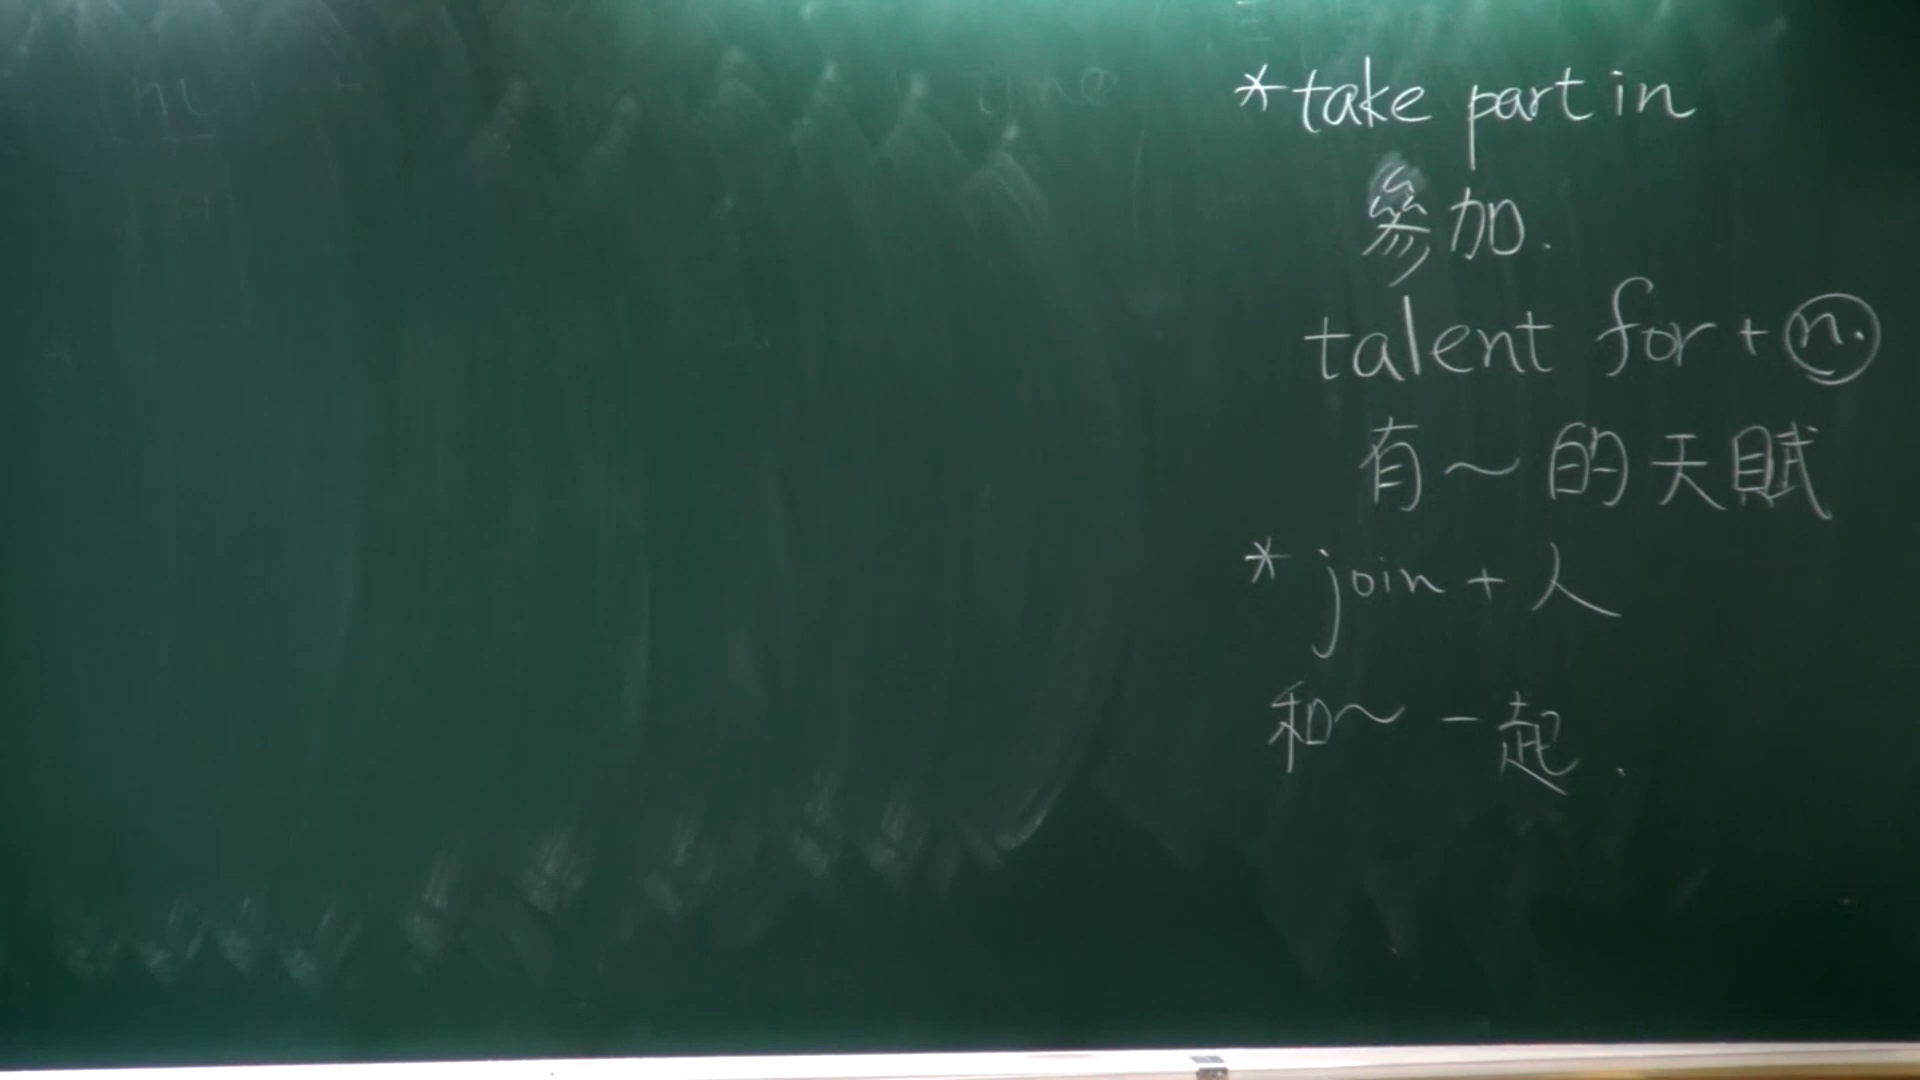 *take part in
參加.
talent for + n.
有～的天賦
* join + 人
和～一起.